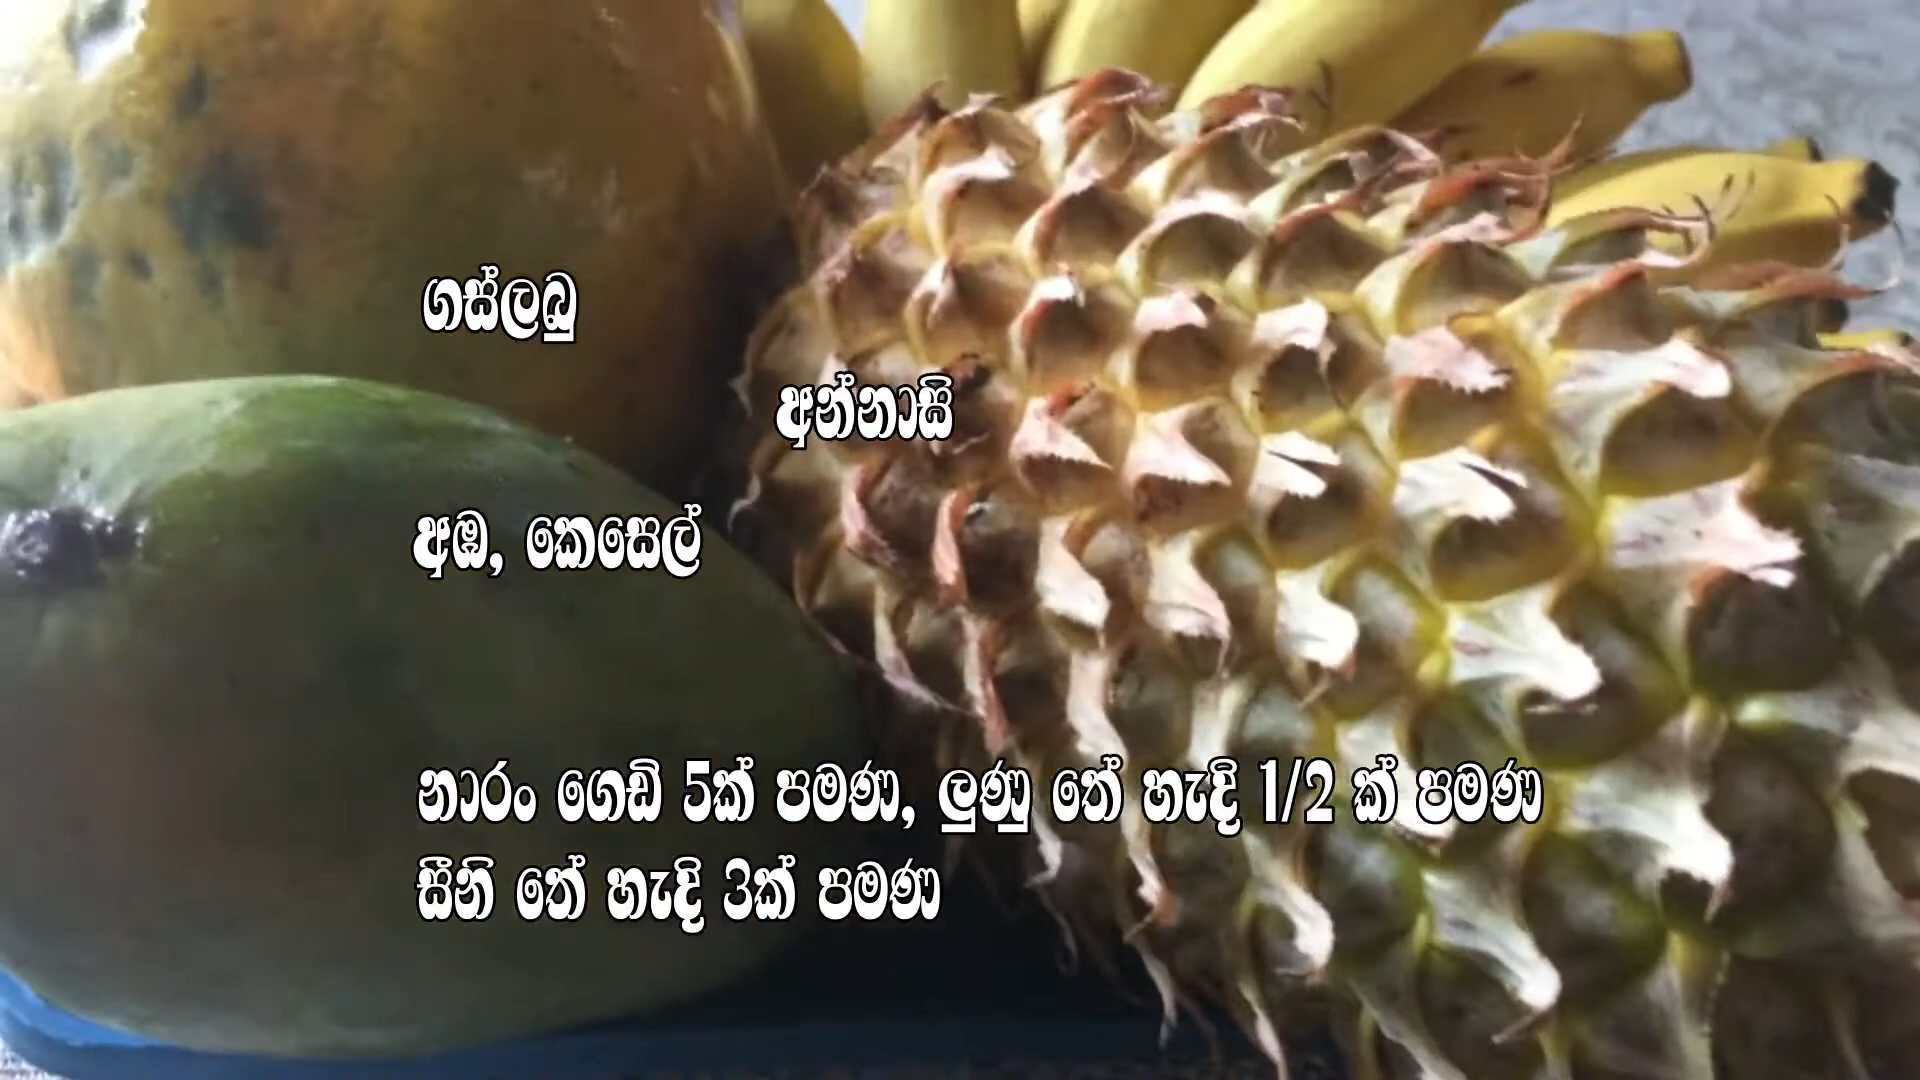 ගස්ලබු
අන්නාසි
අඹ, කෙසෙල්
නාරං ගෙඩි 5ක් පමණ, ලුණු තේ හැඳි 1/2 ක් පමණ
සීනි තේ හැඳි 3ක් පමණ